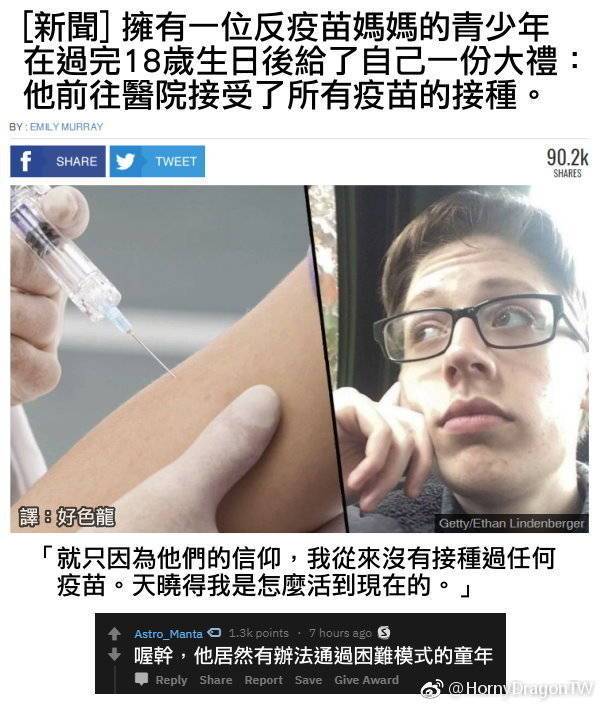 [新聞] 擁有一位反疫苗媽媽的青少年
在過完18歲生日後給了自己一份大禮：
他前往醫院接受了所有疫苗的接種。
BY : EMILY MURRAY
f SHARE TWEET 90.2k
SHARES
譯：好色龍
Getty/Ethan Lindenberger
「就只因為他們的信仰，我從來沒有接種過任何
疫苗。天曉得我是怎麼活到現在的。」
Astro_Manta 1.3k points · 7 hours ago S
喔幹，他居然有辦法通過困難模式的童年
Reply Share Report Save Give Award
@HornyDragonTW